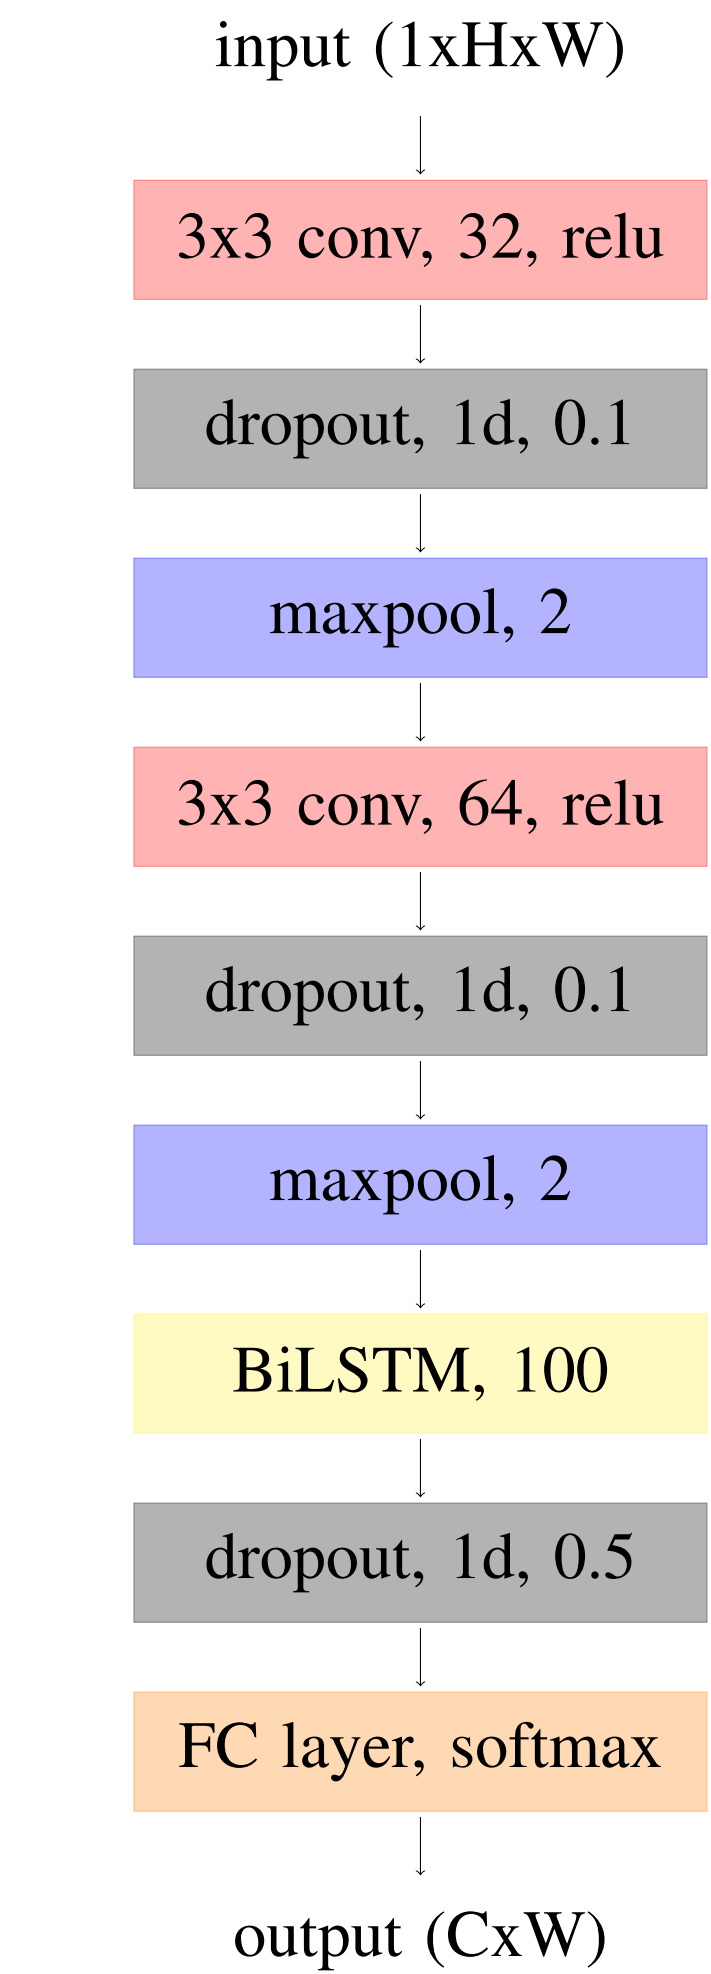 input (1xHxW)
3x3 conv, 32, relu
dropout, 1d, 0.1
maxpool, 2
3x3 conv, 64, relu
dropout, 1d, 0.1
maxpool, 2
BiLSTM, 100
dropout, 1d, 0.5
FC layer, softmax
output (CxW)